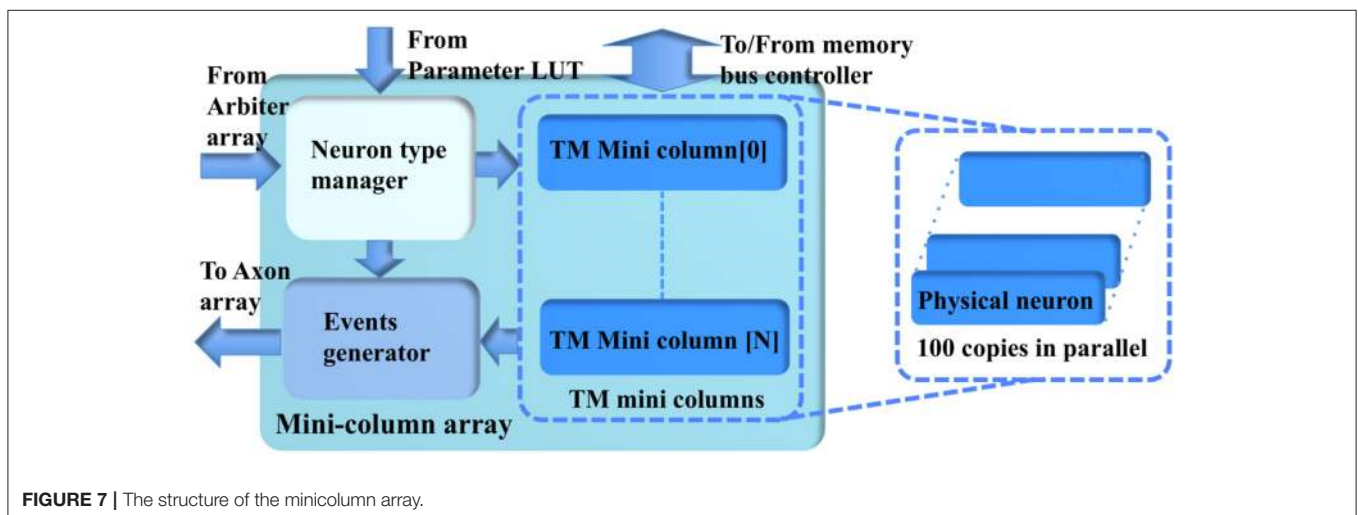 From
Parameter LUT
To/From memory
bus controller
From
Arbiter
array
Neuron type
manager
TM Mini column[0]
To Axon
array
Events
generator
TM Mini column [N]
TM mini columns
Mini-column array
Physical neuron
100 copies in parallel
FIGURE 7 | The structure of the minicolumn array.